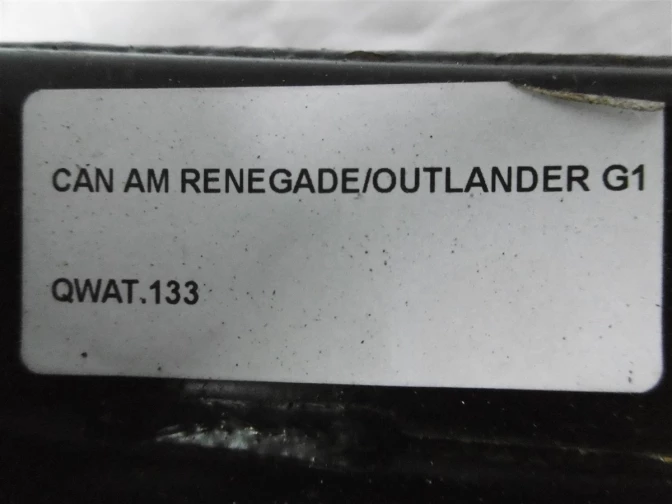 CAN AM RENEGADE/OUTLANDER G1
QWAT.133